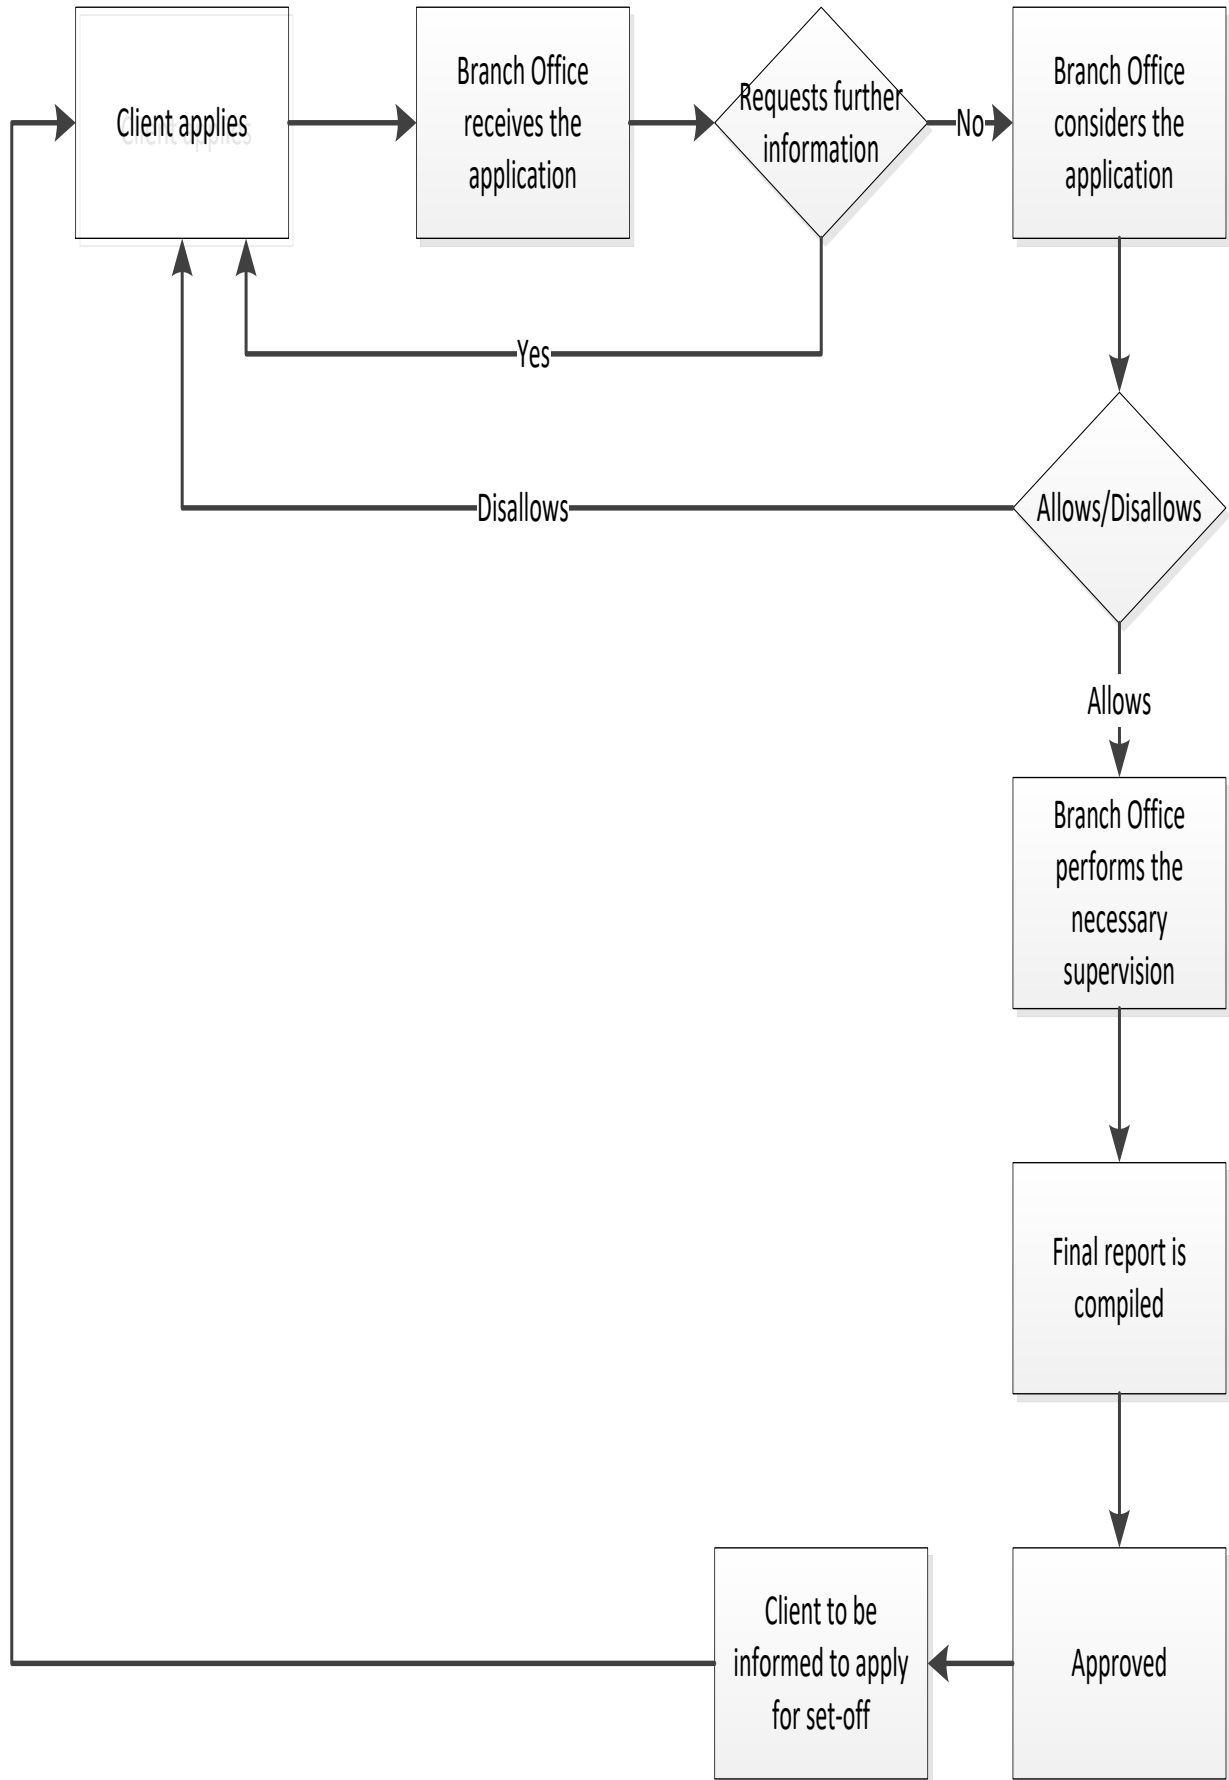 Client applies
Branch Office
receives the
application
Requests further
information
No
Branch Office
considers the
application
Yes
Disallows
Allows/Disallows
Allows
Branch Office
performs the
necessary
supervision
Final report is
compiled
Client to be
informed to apply
for set-off
Approved